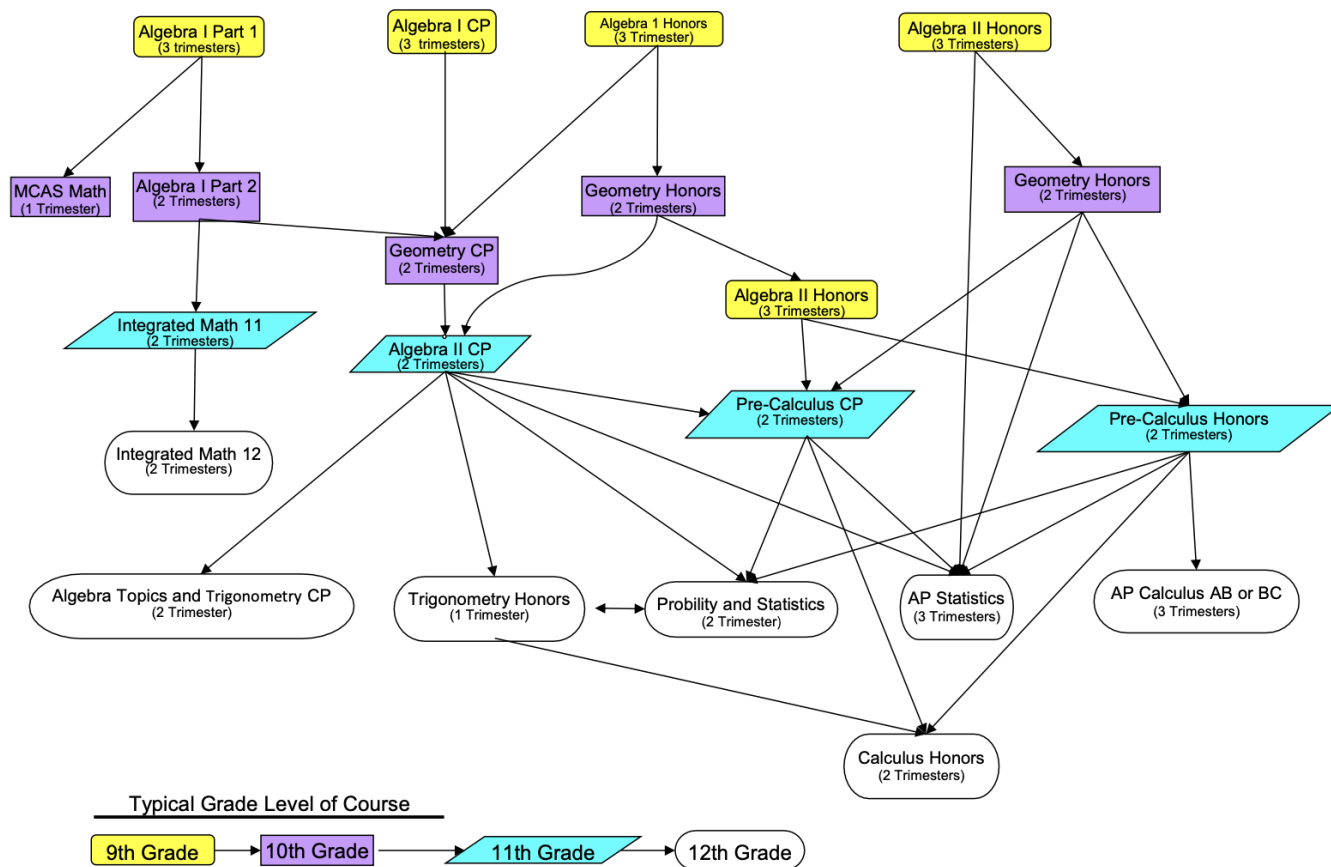 Algebra I Part 1
(3 trimesters)
Algebra I CP
(3 trimesters)
Algebra 1 Honors
(3 Trimester)
Algebra II Honors
(3 Trimesters)
MCAS Math
(1 Trimester)
Algebra I Part 2
(2 Trimesters)
Geometry Honors
(2 Trimesters)
Geometry Honors
(2 Trimesters)
Geometry CP
(2 Trimesters)
Algebra II Honors
(3 Trimesters)
Integrated Math 11
(2 Trimesters)
Algebra II CP
(2 Trimesters)
Pre-Calculus CP
(2 Trimesters)
Pre-Calculus Honors
(2 Trimesters)
Integrated Math 12
(2 Trimesters)
Algebra Topics and Trigonometry CP
(2 Trimester)
Trigonometry Honors
(1 Trimester)
Probility and Statistics
(2 Trimester)
AP Statistics
(3 Trimesters)
AP Calculus AB or BC
(3 Trimesters)
Calculus Honors
(2 Trimesters)
Typical Grade Level of Course
9th Grade
10th Grade
11th Grade
12th Grade